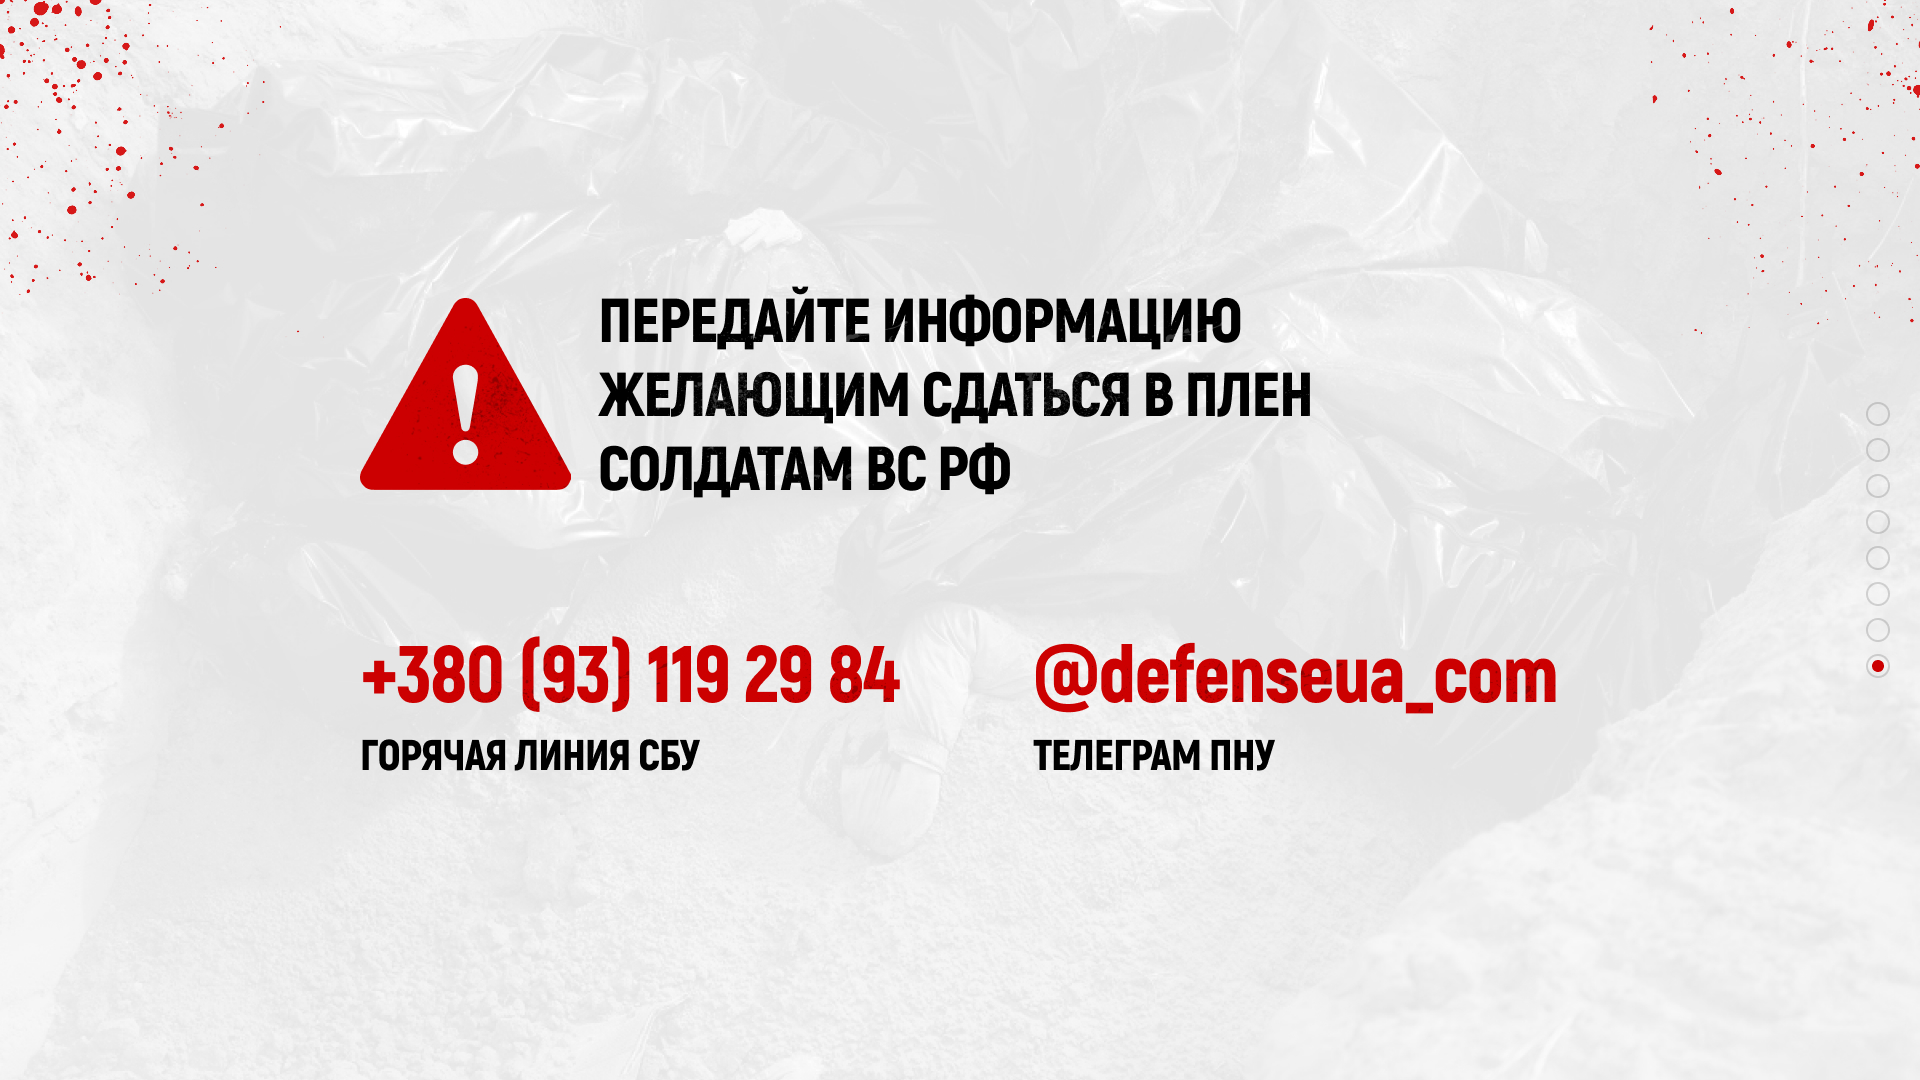 ПЕРЕДАЙТЕ ИНФОРМАЦИЮ
ЖЕЛАЮЩИМ СДАТЬСЯ В ПЛЕН
СОЛДАТАМ ВС РФ
+380 (93) 119 29 84
ГОРЯЧАЯ ЛИНИЯ СБУ
@defenseua_com
ТЕЛЕГРАМ ПНУ